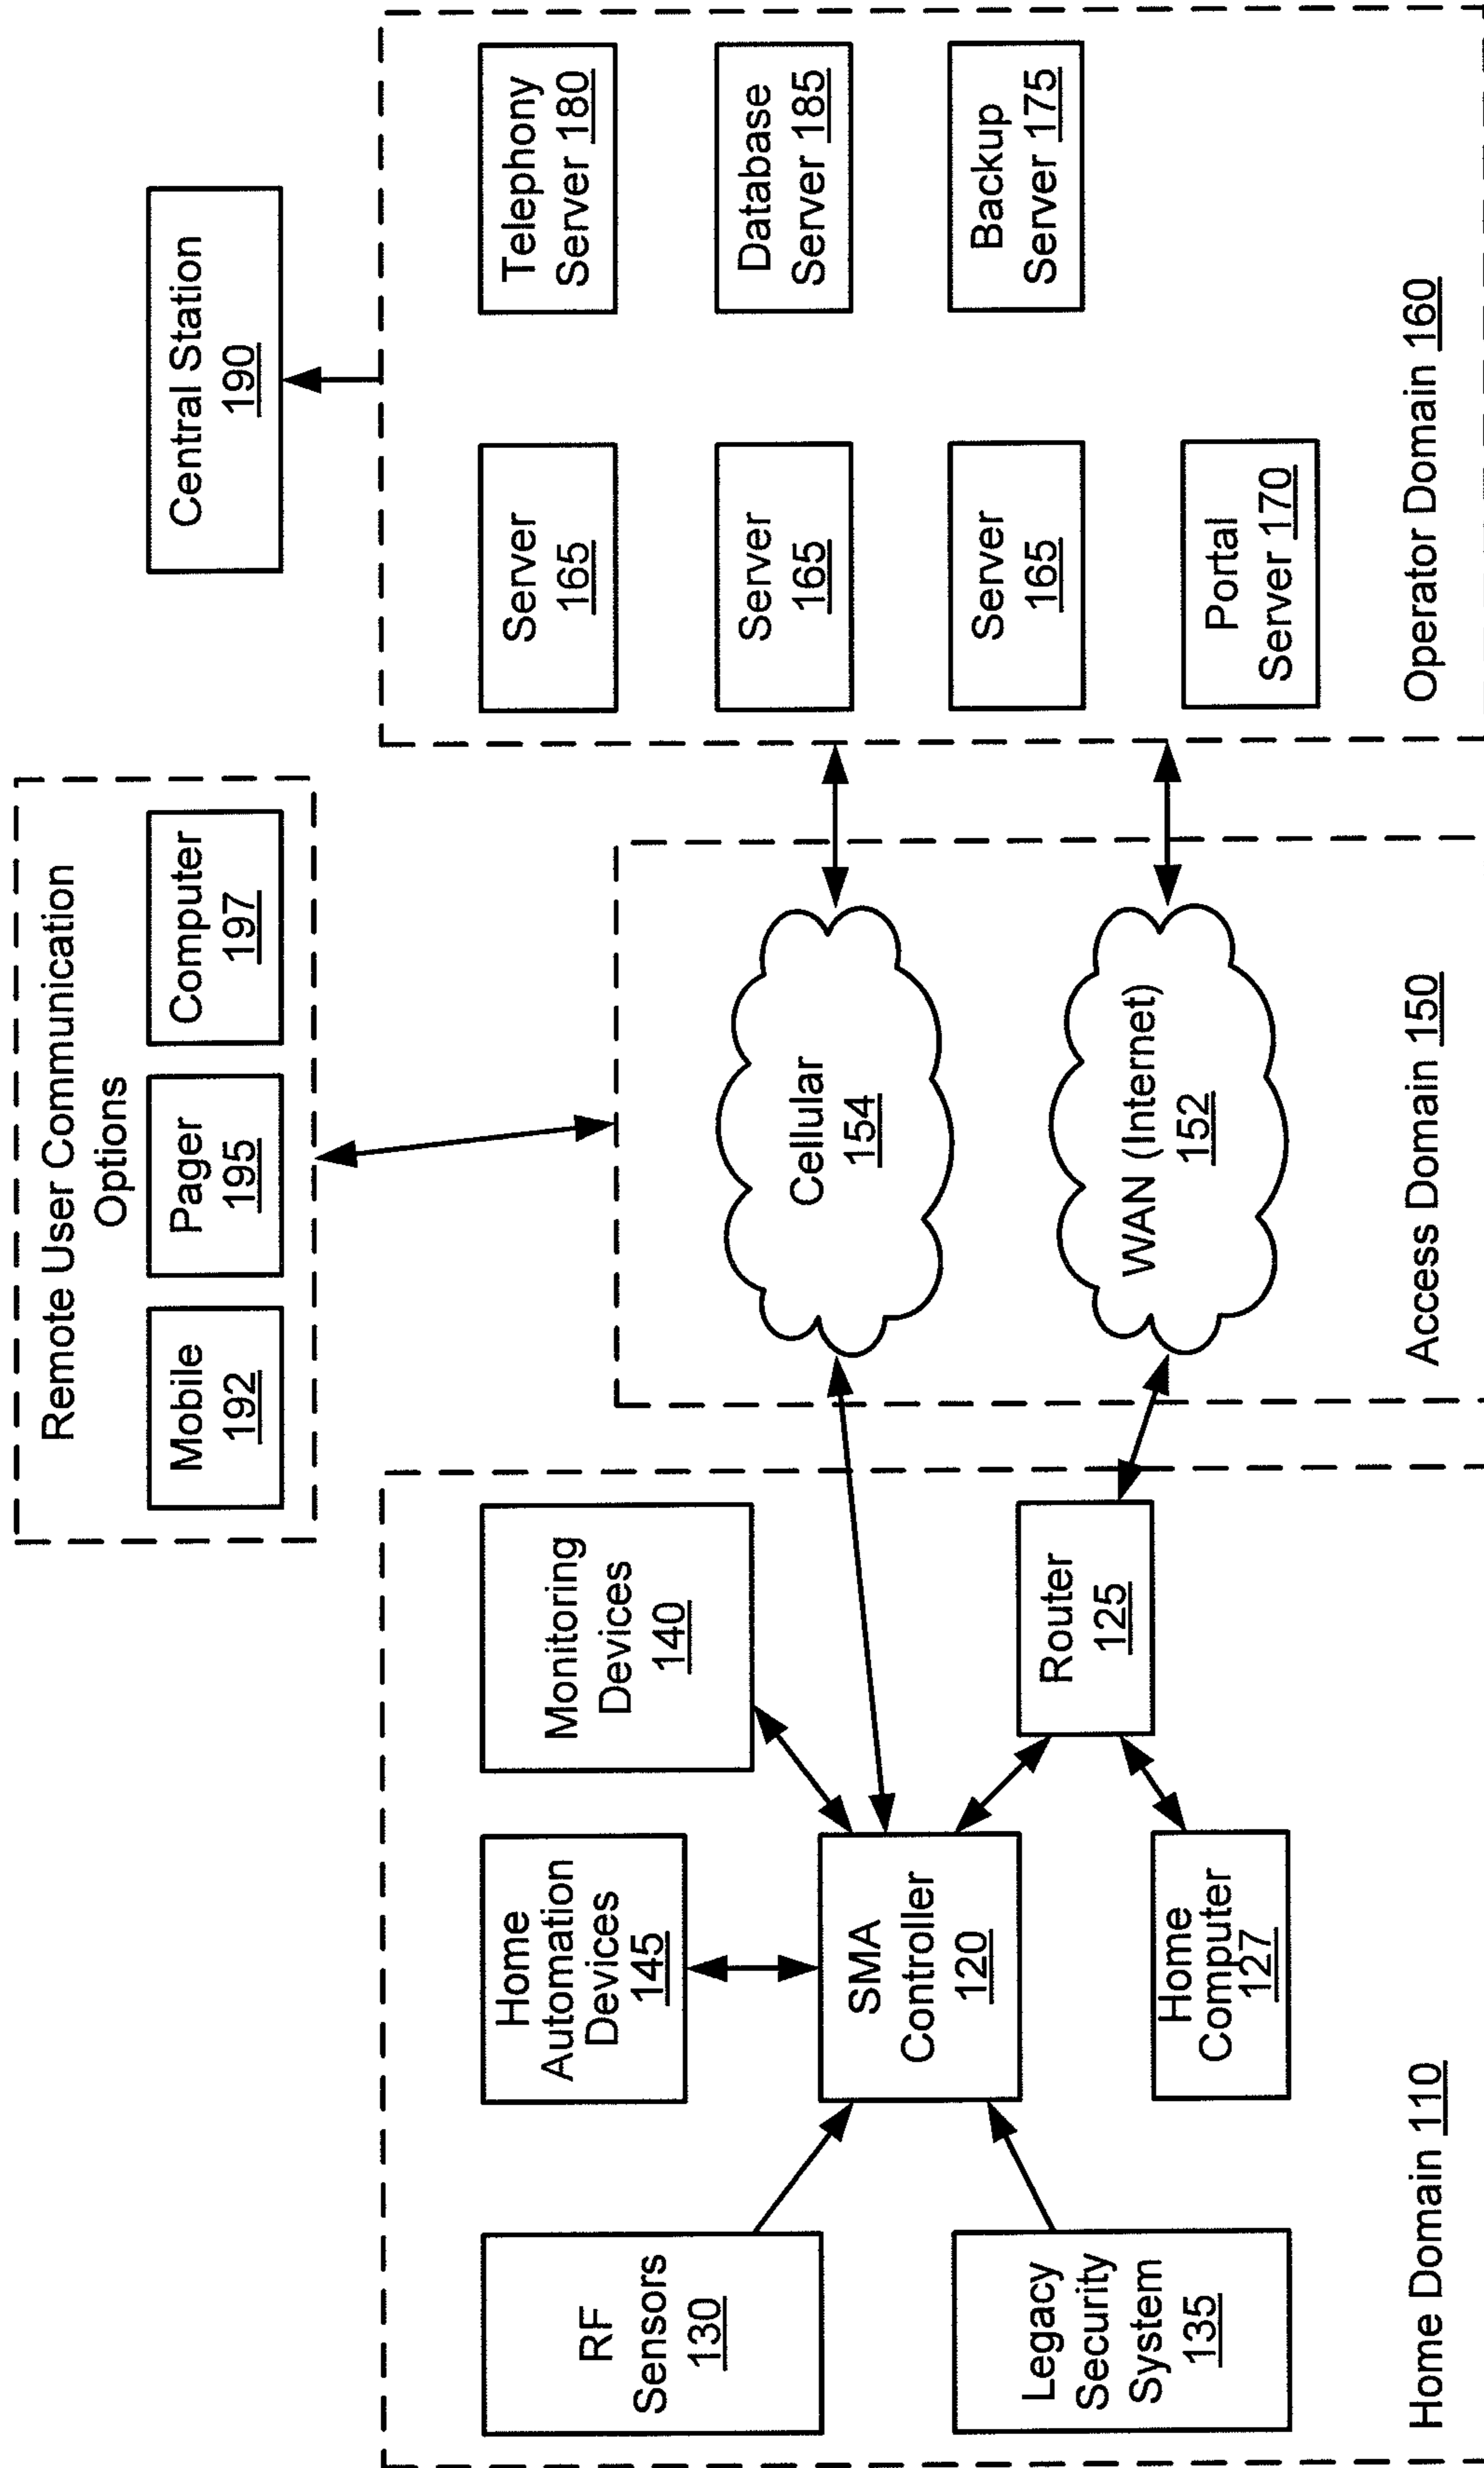 Remote User Communication
Options
Mobile
192
Pager
195
Computer
197
Central Station
190
RF
Sensors
130
Legacy
Security
System
135
Home
Automation
Devices
145
Monitoring
Devices
140
SMA
Controller
120
Router
125
Home
Computer
127
Home Domain 110
Cellular
154
WAN (Internet)
152
Access Domain 150
Server
165
Server
165
Server
165
Portal
Server 170
Telephony
Server 180
Database
Server 185
Backup
Server 175
Operator Domain 160